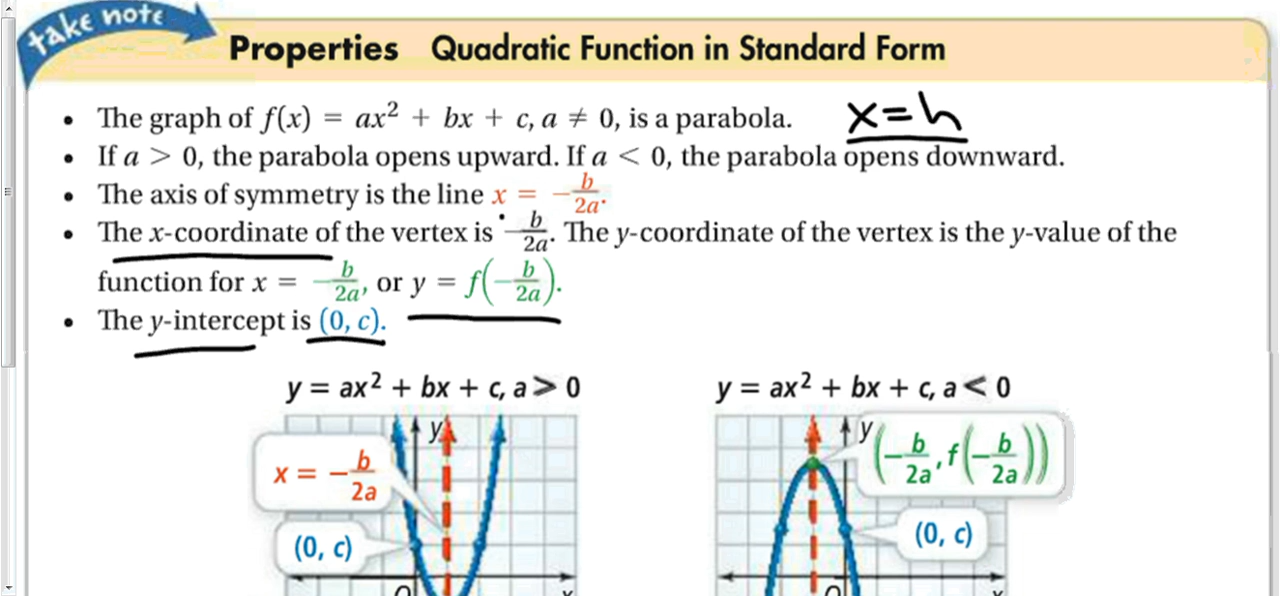 take note
Properties Quadratic Function in Standard Form
• The graph of f(x) = ax² + bx + c, a ≠ 0, is a parabola. x=h
• If a > 0, the parabola opens upward. If a < 0, the parabola opens downward.
• The axis of symmetry is the line x = −b/2a.
• The x-coordinate of the vertex is −b/2a. The y-coordinate of the vertex is the y-value of the
function for x = −b/2a, or y = f(−b/2a).
• The y-intercept is (0, c).
y = ax² + bx + c, a > 0
y
x = −b/2a
(0, c)
O
x
y = ax² + bx + c, a < 0
y
(−b/2a, f(−b/2a))
(0, c)
O
x